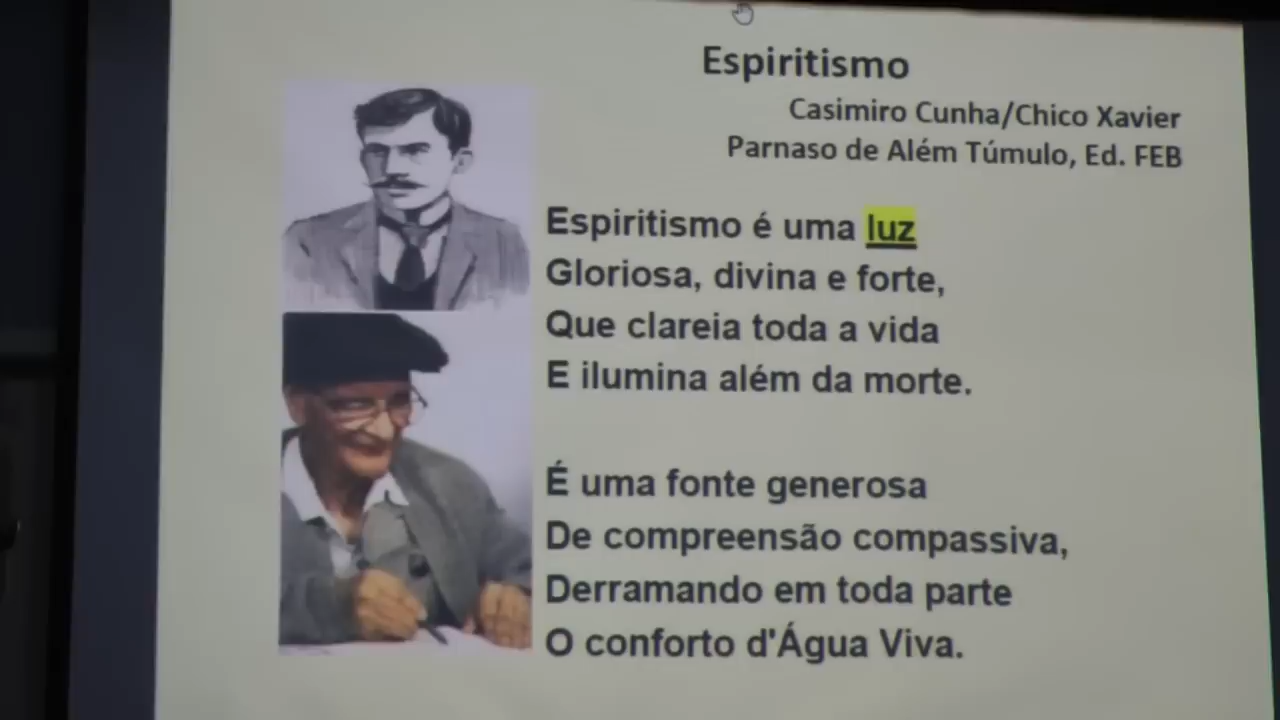 Espiritismo
Casimiro Cunha/Chico Xavier
Parnaso de Além Túmulo, Ed. FEB
Espiritismo é uma luz
Gloriosa, divina e forte,
Que clareia toda a vida
E ilumina além da morte.
É uma fonte generosa
De compreensão compassiva,
Derramando em toda parte
O conforto d'Água Viva.